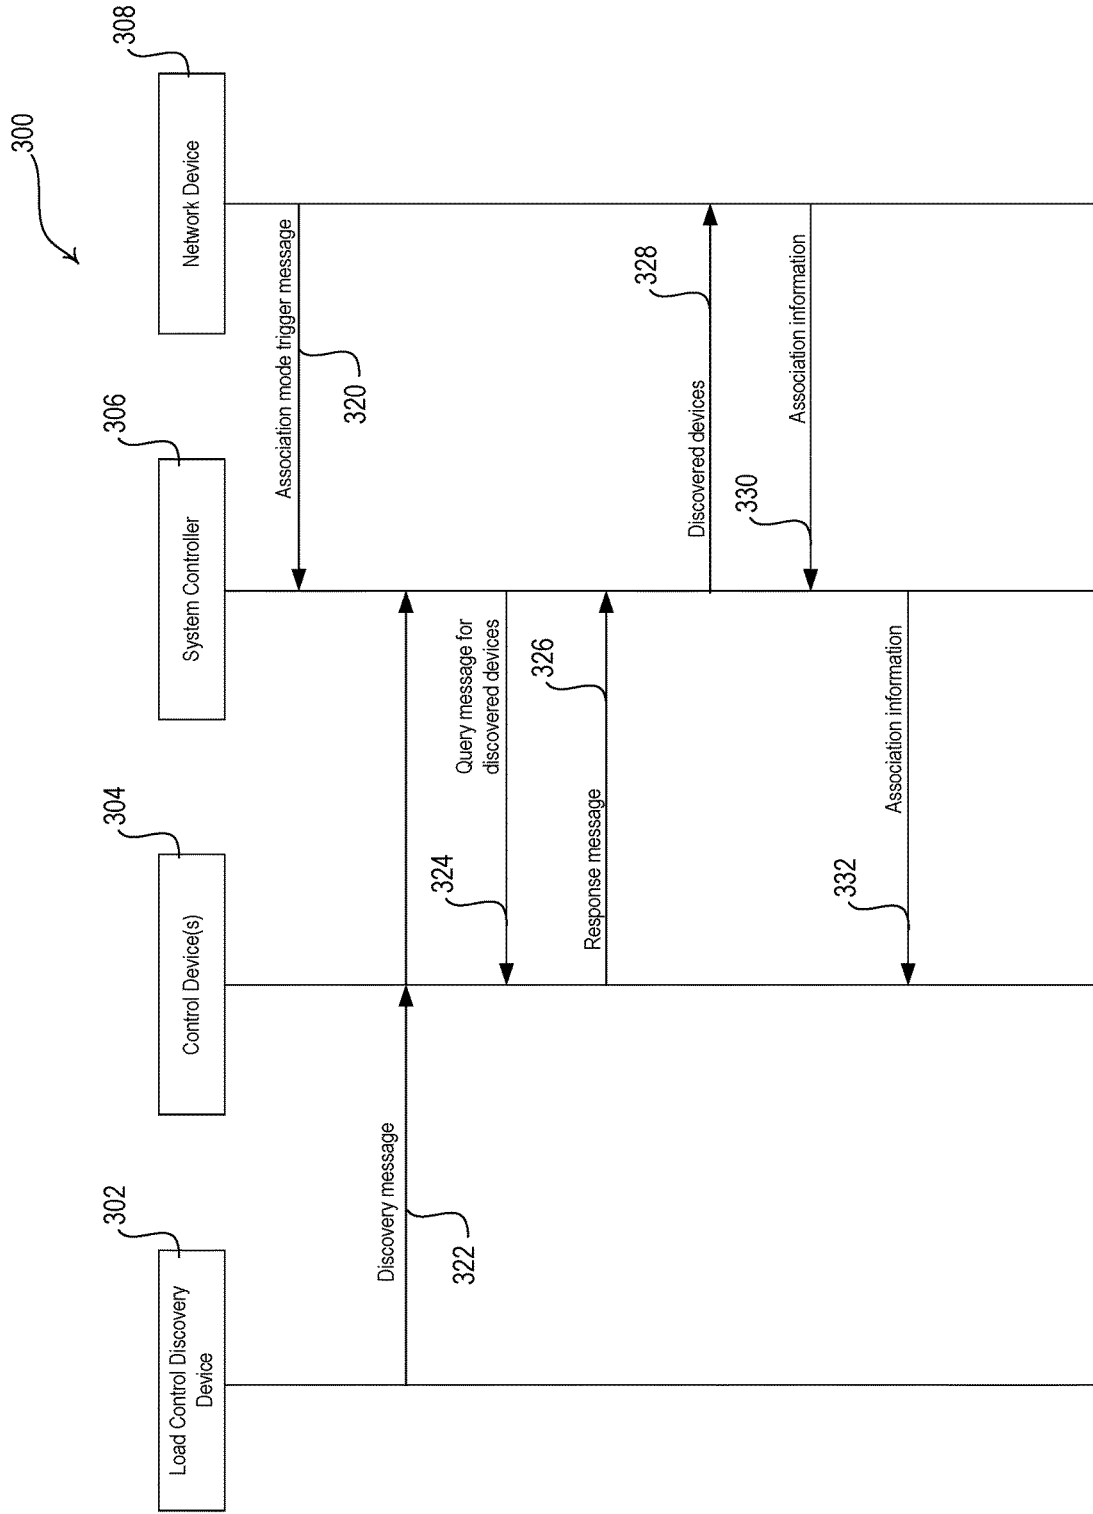 300
302
Load Control Discovery
Device
304
Control Device(s)
306
System Controller
308
Network Device
Association mode trigger message
320
Discovery message
322
Query message for
discovered devices
324
Response message
326
Discovered devices
328
Association information
330
Association information
332